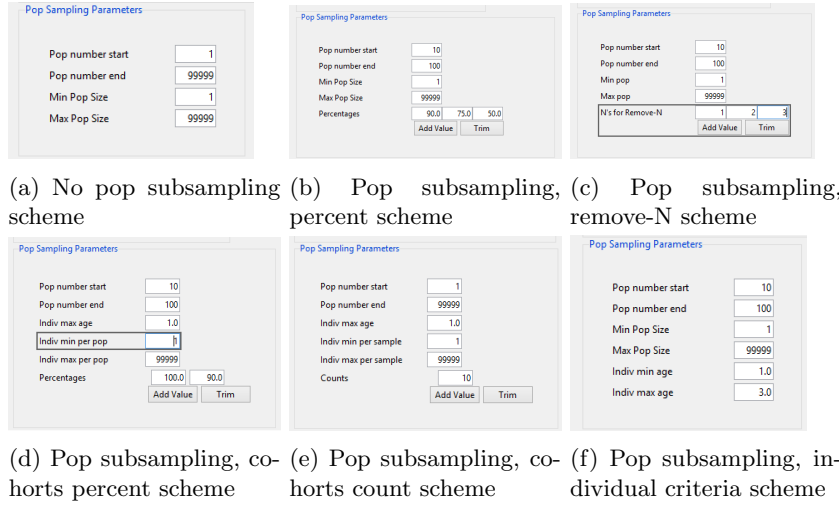 Pop Sampling Parameters
Pop number start 1
Pop number end 99999
Min Pop Size 1
Max Pop Size 99999
(a) No pop subsampling
scheme
Pop Sampling Parameters
Pop number start 10
Pop number end 100
Min Pop Size 1
Max Pop Size 99999
Percentages 90.0 75.0 50.0
Add Value Trim
(b) Pop subsampling,
percent scheme
Pop Sampling Parameters
Pop number start 10
Pop number end 100
Min pop 1
Max pop 99999
N's for Remove-N 1 2 3
Add Value Trim
(c) Pop subsampling,
remove-N scheme
Pop Sampling Parameters
Pop number start 10
Pop number end 100
Indiv max age 1.0
Indiv min per pop 1
Indiv max per pop 99999
Percentages 100.0 90.0
Add Value Trim
(d) Pop subsampling, co-
horts percent scheme
Pop Sampling Parameters
Pop number start 1
Pop number end 99999
Indiv max age 1.0
Indiv min per sample 1
Indiv max per sample 99999
Counts 10
Add Value Trim
(e) Pop subsampling, co-
horts count scheme
Pop Sampling Parameters
Pop number start 10
Pop number end 100
Min Pop Size 1
Max Pop Size 99999
Indiv min age 1.0
Indiv max age 3.0
(f) Pop subsampling, in-
dividual criteria scheme